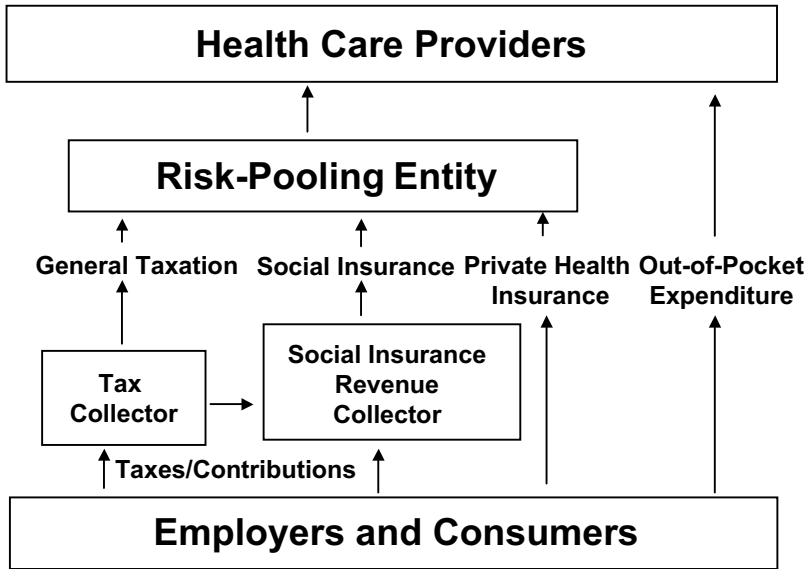 Health Care Providers
Risk-Pooling Entity
General Taxation
Social Insurance
Private Health
Insurance
Out-of-Pocket
Expenditure
Tax
Collector
Social Insurance
Revenue
Collector
Taxes/Contributions
Employers and Consumers